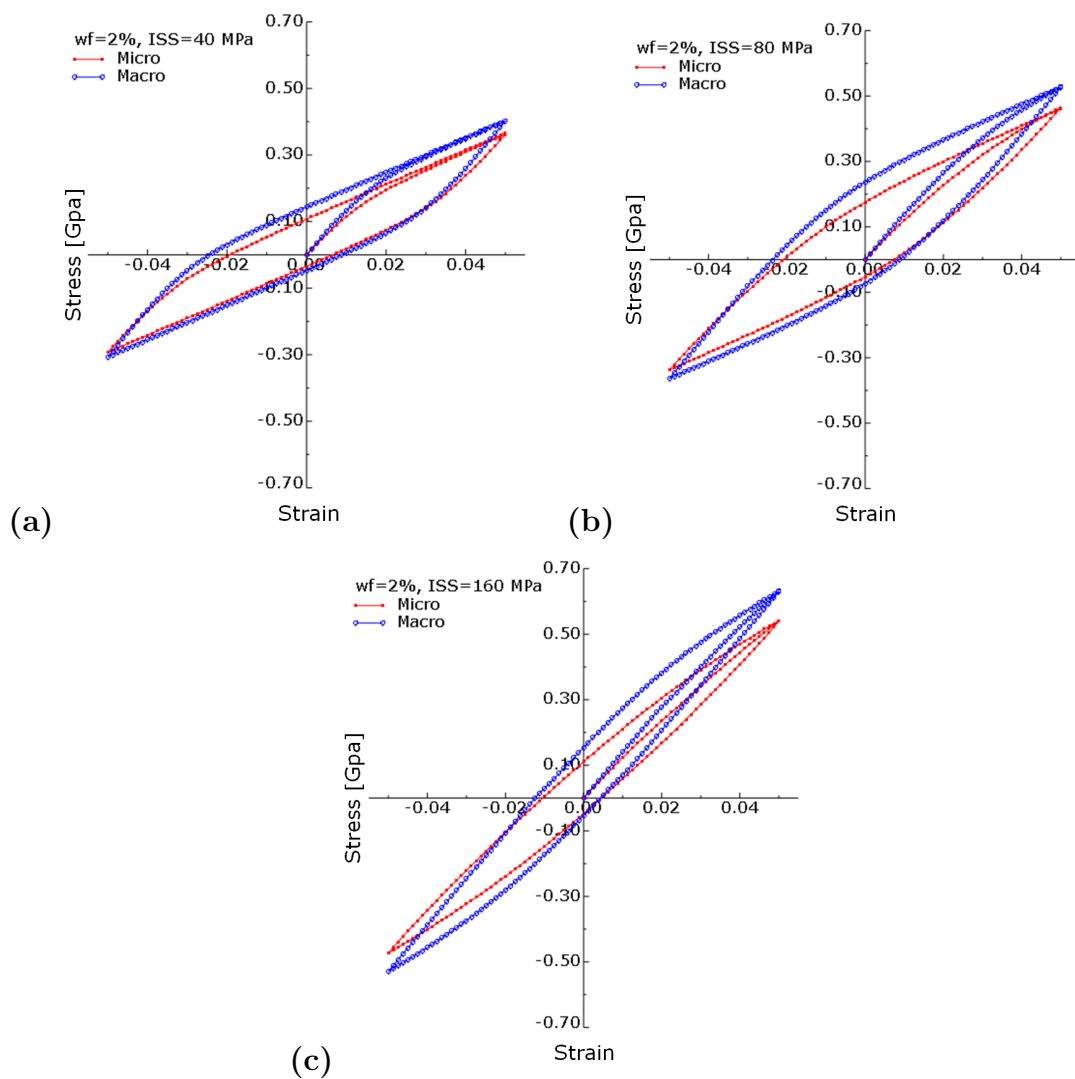 wf=2%, ISS=40 MPa
Micro
Macro
0.70
0.50
0.30
0.10
-0.10
-0.30
-0.50
-0.70
-0.04
-0.02
0.00
0.02
0.04
Stress [Gpa]
Strain
(a)
wf=2%, ISS=80 MPa
Micro
Macro
0.70
0.50
0.30
0.10
-0.10
-0.30
-0.50
-0.70
-0.04
-0.02
0.00
0.02
0.04
Stress [Gpa]
Strain
(b)
wf=2%, ISS=160 MPa
Micro
Macro
0.70
0.50
0.30
0.10
-0.10
-0.30
-0.50
-0.70
-0.04
-0.02
0.00
0.02
0.04
Stress [Gpa]
Strain
(c)